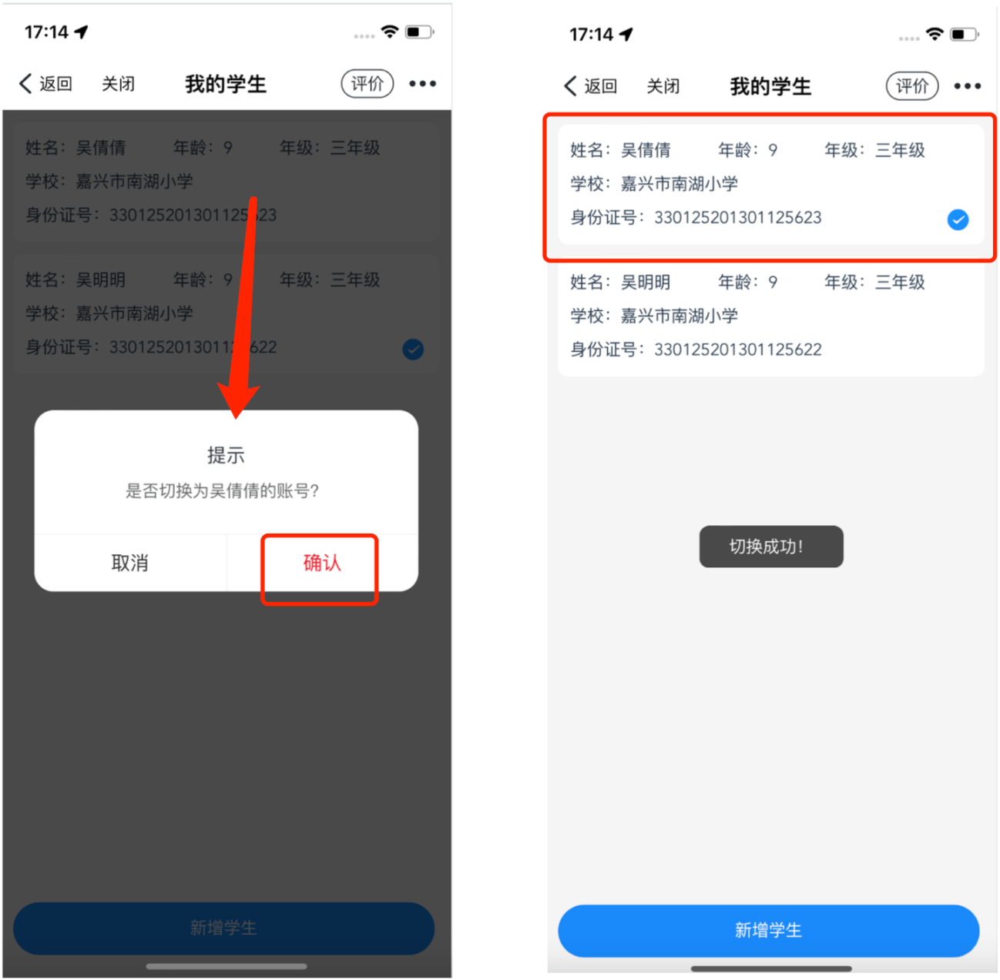 17:14
返回 关闭 我的学生 评价
姓名：吴倩倩 年龄：9 年级：三年级
学校：嘉兴市南湖小学
身份证号：330125201301125623
姓名：吴明明 年龄：9 年级：三年级
学校：嘉兴市南湖小学
身份证号：330125201301125622
提示
是否切换为吴倩倩的账号?
取消 确认
新增学生
17:14
返回 关闭 我的学生 评价
姓名：吴倩倩 年龄：9 年级：三年级
学校：嘉兴市南湖小学
身份证号：330125201301125623
姓名：吴明明 年龄：9 年级：三年级
学校：嘉兴市南湖小学
身份证号：330125201301125622
切换成功!
新增学生